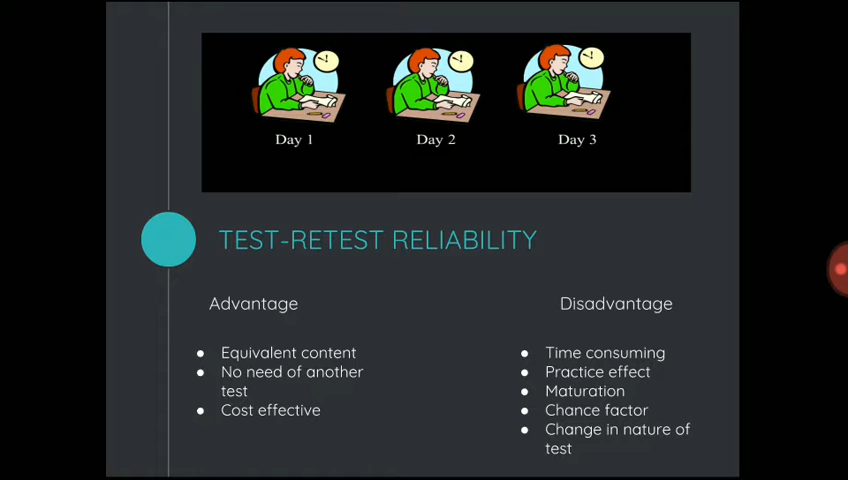 Day 1
Day 2
Day 3
TEST-RETEST RELIABILITY
Advantage
Equivalent content
No need of another
test
Cost effective
Disadvantage
Time consuming
Practice effect
Maturation
Chance factor
Change in nature of
test